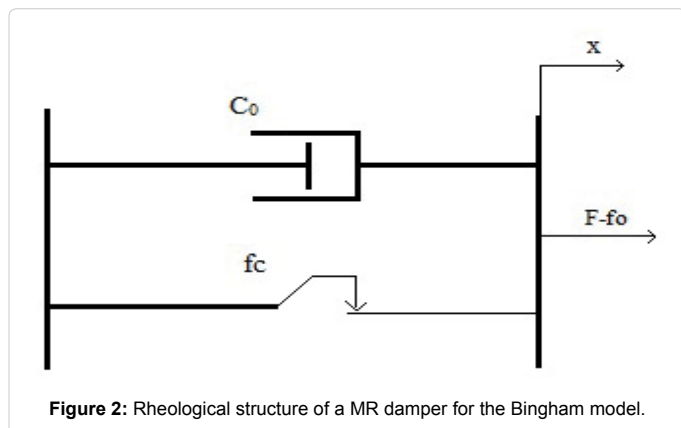 x
C₀
F-fo
fc
Figure 2: Rheological structure of a MR damper for the Bingham model.